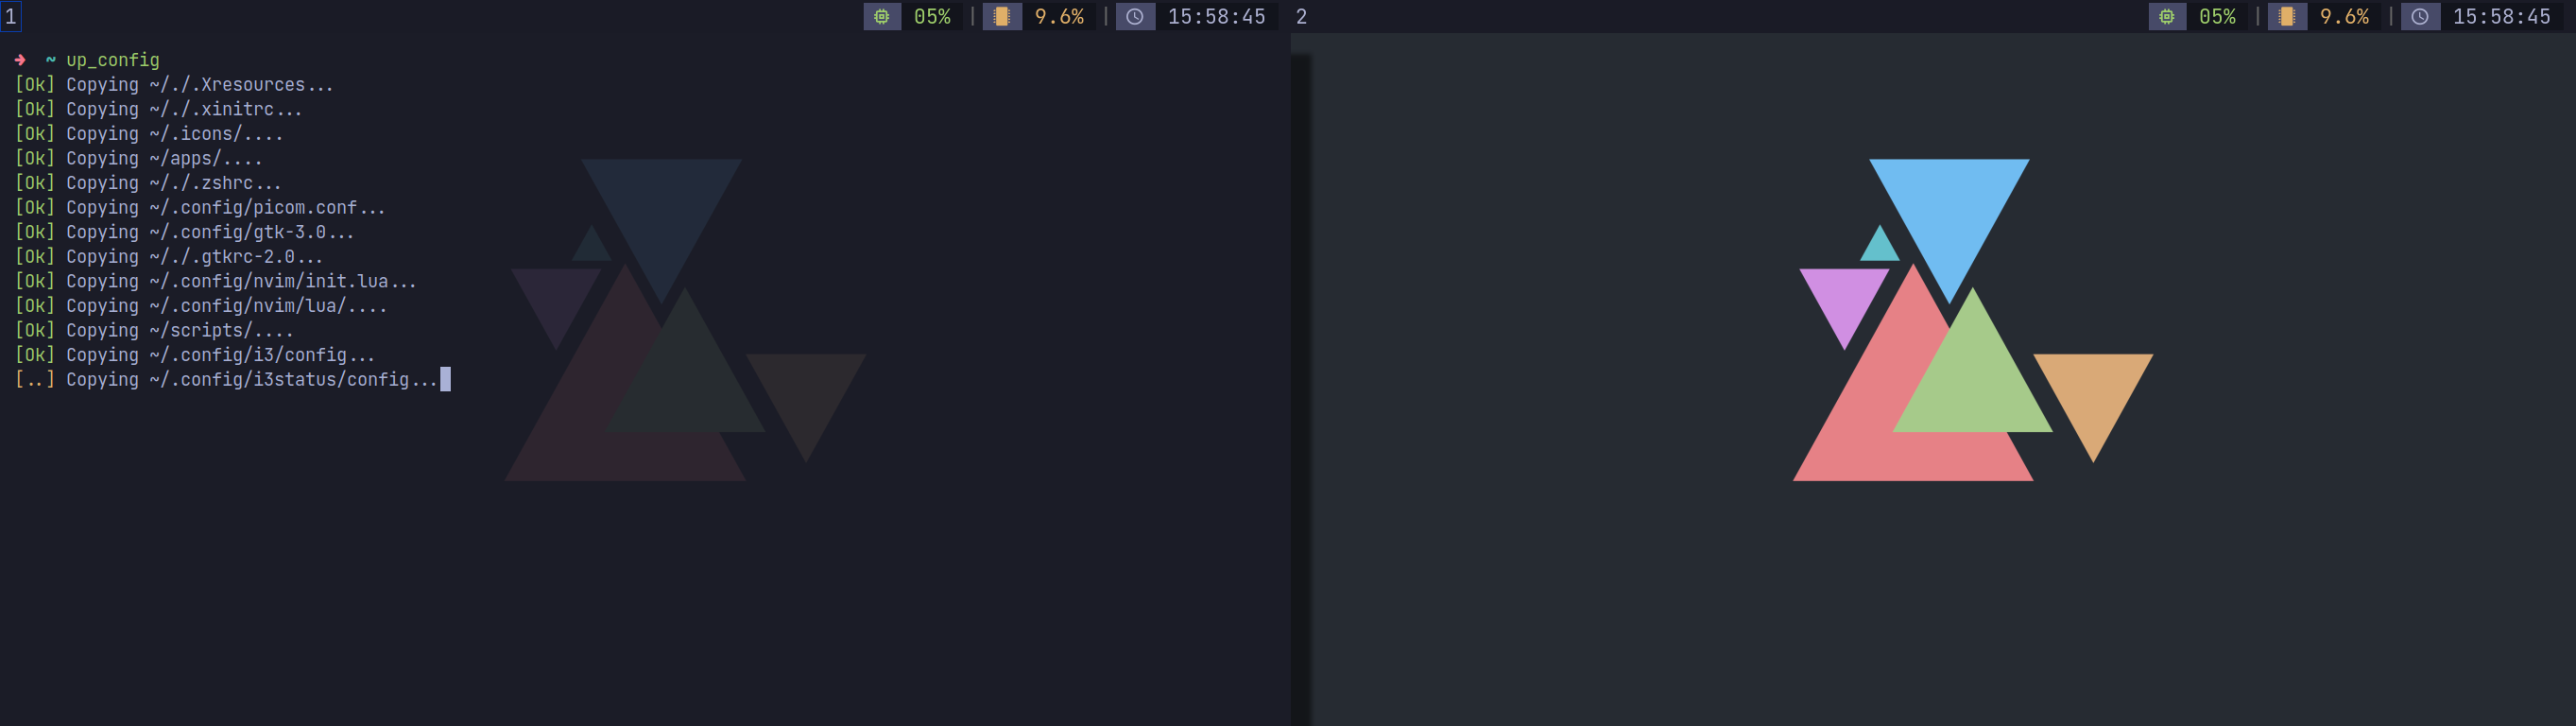 1 05% | 9.6% | 15:58:45 2 05% | 9.6% | 15:58:45
➜ ~ up_config
[Ok] Copying ~/./.Xresources...
[Ok] Copying ~/./.xinitrc...
[Ok] Copying ~/.icons/....
[Ok] Copying ~/apps/....
[Ok] Copying ~/./.zshrc...
[Ok] Copying ~/.config/picom.conf...
[Ok] Copying ~/.config/gtk-3.0...
[Ok] Copying ~/./.gtkrc-2.0...
[Ok] Copying ~/.config/nvim/init.lua...
[Ok] Copying ~/.config/nvim/lua/....
[Ok] Copying ~/scripts/....
[Ok] Copying ~/.config/i3/config...
[..] Copying ~/.config/i3status/config...